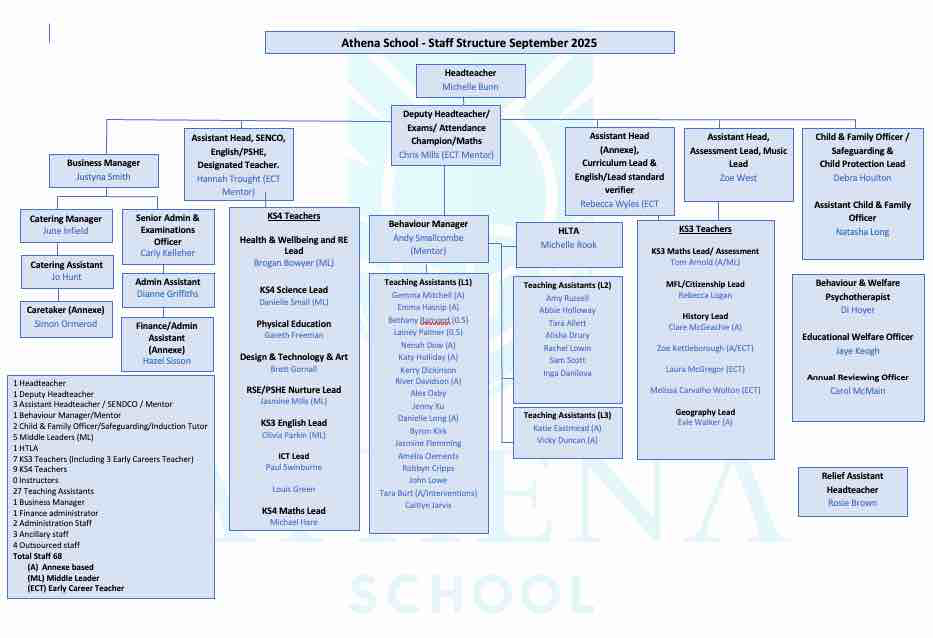 Athena School - Staff Structure September 2025
Headteacher
Michelle Bunn
Deputy Headteacher/
Exams/ Attendance
Champion/Maths
Chris Mills (ECT Mentor)
Assistant Head, SENCO,
English/PSHE,
Designated Teacher.
Hannah Trought (ECT
Mentor)
Assistant Head
(Annexe),
Curriculum Lead &
English/Lead standard
verifier
Rebecca Wyles (ECT
Assistant Head,
Assessment Lead, Music
Lead
Zoe West
Child & Family Officer /
Safeguarding &
Child Protection Lead
Debra Houlton
Assistant Child & Family
Officer
Natasha Long
Business Manager
Justyna Smith
Catering Manager
June Infield
Catering Assistant
Jo Hunt
Caretaker (Annexe)
Simon Ormerod
Senior Admin &
Examinations
Officer
Carly Kelleher
Admin Assistant
Dianne Griffiths
Finance/Admin
Assistant
(Annexe)
Hazel Sisson
KS4 Teachers
Health & Wellbeing and RE
Lead
Brogan Bowyer (ML)
KS4 Science Lead
Danielle Small (ML)
Physical Education
Gareth Freeman
Design & Technology & Art
Brett Gornall
RSE/PSHE Nurture Lead
Jasmine Mills (ML)
KS3 English Lead
Olivia Parkin (ML)
ICT Lead
Paul Swinburne
Louis Green
KS4 Maths Lead
Michael Hare
Behaviour Manager
Andy Smallcombe
(Mentor)
Teaching Assistants (L1)
Gemma Mitchell (A)
Emma Hasnip (A)
Bethany (0.5)
Lainey Palmer (0.5)
Neriah Dow (A)
Katy Holliday (A)
Kerry Dickinson
River Davidson (A)
Alex Oxby
Jenny Xu
Danielle Long (A)
Byron Kirk
Jasmine Flemming
Amelia Clements
Robbyn Cripps
John Lowe
Tara Burt (A/Interventions)
Caitlyn Jarvis
HLTA
Michelle Rook
Teaching Assistants (L2)
Amy Russell
Abbie Holloway
Tara Allett
Alisha Drury
Rachel Lowin
Sam Scott
Inga Danilova
Teaching Assistants (L3)
Katie Eastmead (A)
Vicky Duncan (A)
KS3 Teachers
KS3 Maths Lead/ Assessment
Tom Arnold (A/ML)
MFL/Citizenship Lead
Rebecca Logan
History Lead
Clare McGeachie (A)
Zoe Kettleborough (A/ECT)
Laura McGregor (ECT)
Melissa Carvalho Wolton (ECT)
Geography Lead
Evie Walker (A)
Behaviour & Welfare
Psychotherapist
Di Hoyer
Educational Welfare Officer
Jaye Keogh
Annual Reviewing Officer
Carol McMain
Relief Assistant
Headteacher
Rosie Brown
1 Headteacher
1 Deputy Headteacher
3 Assistant Headteacher / SENDCO / Mentor
1 Behaviour Manager/Mentor
2 Child & Family Officer/Safeguarding/Induction Tutor
5 Middle Leaders (ML)
1 HTLA
7 KS3 Teachers (Including 3 Early Careers Teacher)
9 KS4 Teachers
0 Instructors
27 Teaching Assistants
1 Business Manager
1 Finance administrator
2 Administration Staff
3 Ancillary staff
4 Outsourced staff
Total Staff 68
(A) Annexe based
(ML) Middle Leader
(ECT) Early Career Teacher
ATHENA
SCHOOL